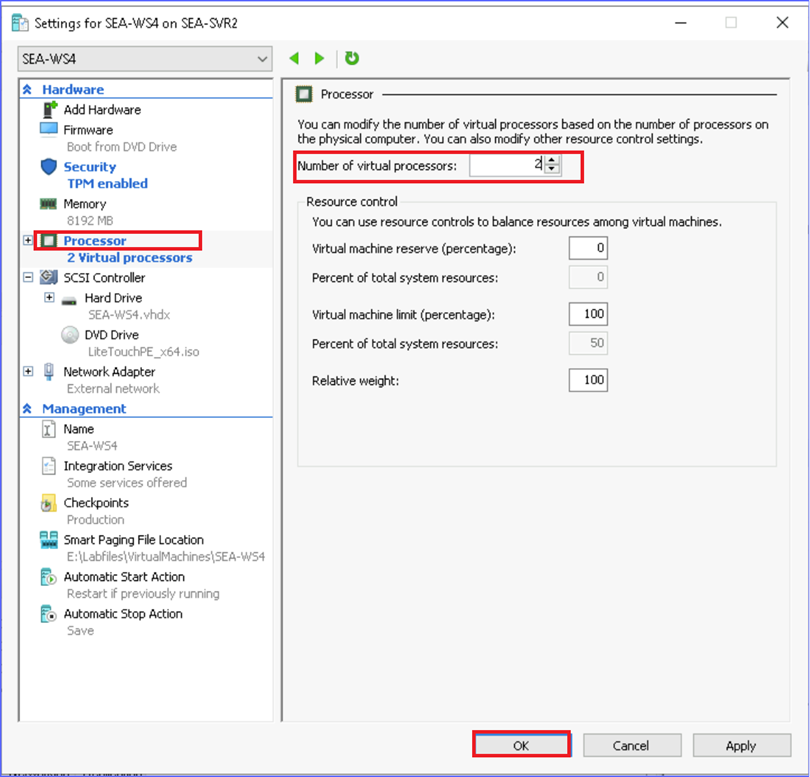 Settings for SEA-WS4 on SEA-SVR2
SEA-WS4
Hardware
Add Hardware
Firmware
Boot from DVD Drive
Security
TPM enabled
Memory
8192 MB
Processor
2 Virtual processors
SCSI Controller
Hard Drive
SEA-WS4.vhdx
DVD Drive
LiteTouchPE_x64.iso
Network Adapter
External network
Management
Name
SEA-WS4
Integration Services
Some services offered
Checkpoints
Production
Smart Paging File Location
E:\Labfiles\VirtualMachines\SEA-WS4
Automatic Start Action
Restart if previously running
Automatic Stop Action
Save
Processor
You can modify the number of virtual processors based on the number of processors on
the physical computer. You can also modify other resource control settings.
Number of virtual processors: 2
Resource control
You can use resource controls to balance resources among virtual machines.
Virtual machine reserve (percentage): 0
Percent of total system resources: 0
Virtual machine limit (percentage): 100
Percent of total system resources: 50
Relative weight: 100
OK Cancel Apply